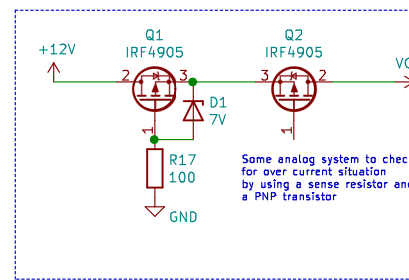 Q1
IRF4905
Q2
IRF4905
+12V
2
3
3
2
VC
D1
7V
1
1
R17
100
GND
Some analog system to chec
for over current situation
by using a sense resistor an
a PNP transistor